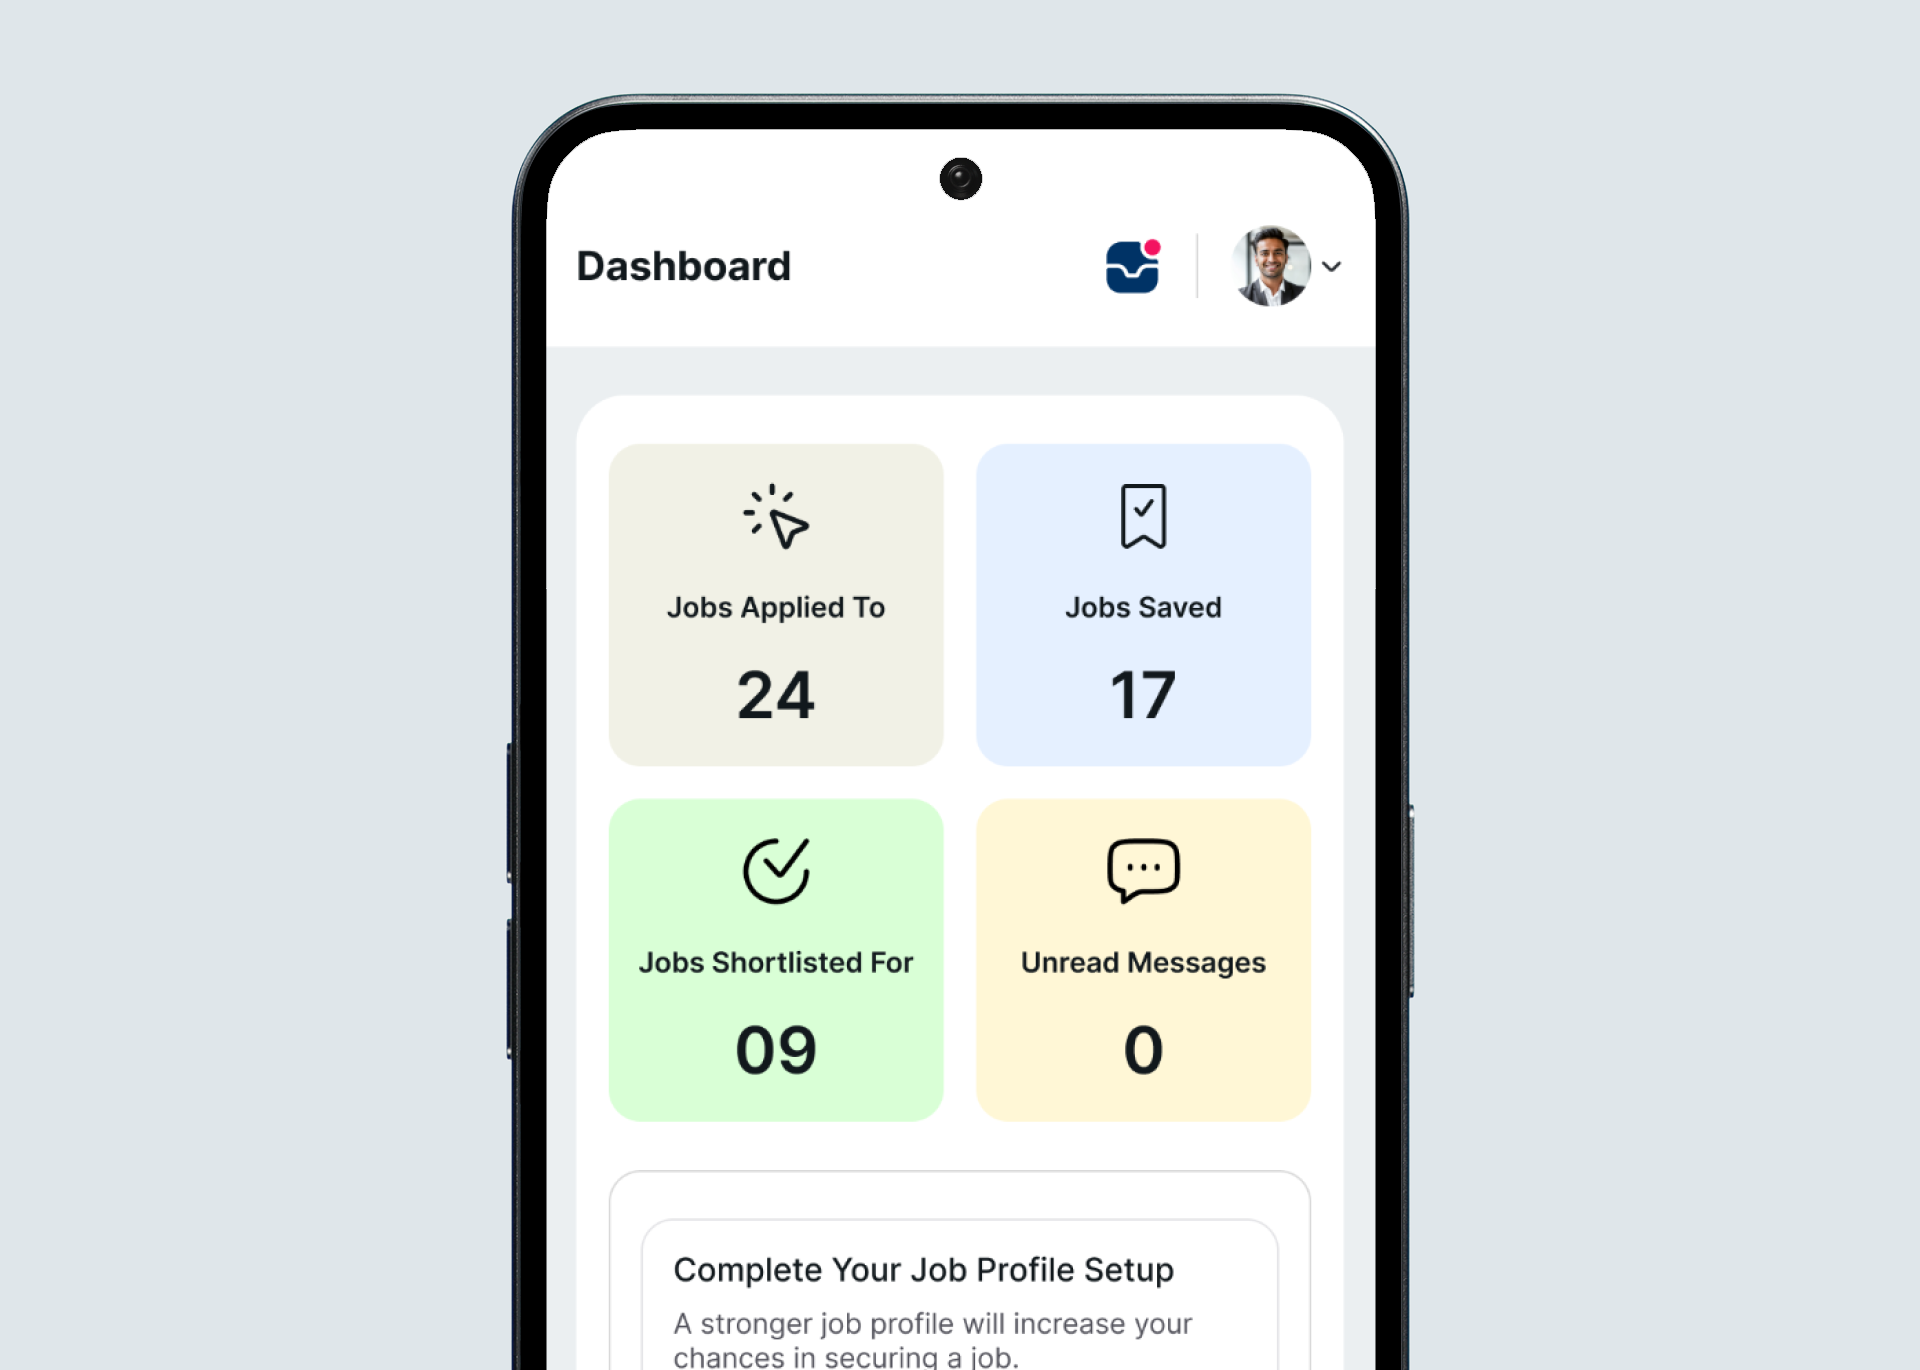 Dashboard
Jobs Applied To
24
Jobs Saved
17
Jobs Shortlisted For
09
Unread Messages
0
Complete Your Job Profile Setup
A stronger job profile will increase your
chances in securing a job.